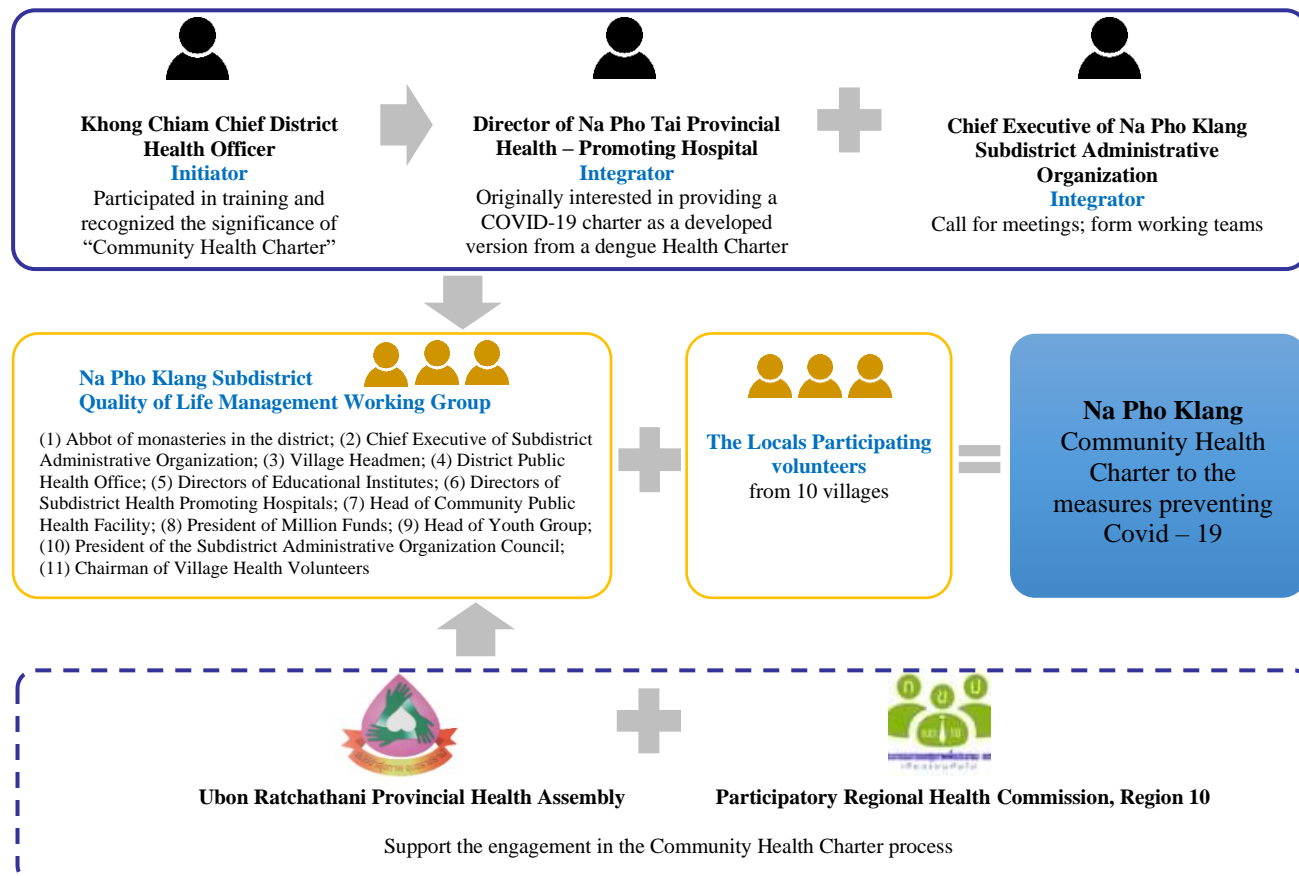 Khong Chiam Chief District
Health Officer
Initiator
Participated in training and
recognized the significance of
“Community Health Charter”
Director of Na Pho Tai Provincial
Health – Promoting Hospital
Integrator
Originally interested in providing a
COVID-19 charter as a developed
version from a dengue Health Charter
Chief Executive of Na Pho Klang
Subdistrict Administrative
Organization
Integrator
Call for meetings; form working teams
Na Pho Klang Subdistrict
Quality of Life Management Working Group
(1) Abbot of monasteries in the district; (2) Chief Executive of Subdistrict
Administrative Organization; (3) Village Headmen; (4) District Public
Health Office; (5) Directors of Educational Institutes; (6) Directors of
Subdistrict Health Promoting Hospitals; (7) Head of Community Public
Health Facility; (8) President of Million Funds; (9) Head of Youth Group;
(10) President of the Subdistrict Administrative Organization Council;
(11) Chairman of Village Health Volunteers
The Locals Participating
volunteers
from 10 villages
Na Pho Klang
Community Health
Charter to the
measures preventing
Covid – 19
ก ข ป
Ubon Ratchathani Provincial Health Assembly
Participatory Regional Health Commission, Region 10
Support the engagement in the Community Health Charter process